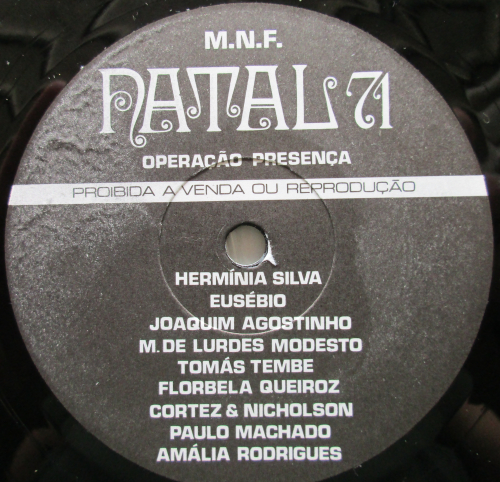 M.N.F.
NATAL 71
OPERAÇÃO PRESENÇA
PROIBIDA A VENDA OU REPRODUÇÃO
HERMÍNIA SILVA
EUSÉBIO
JOAQUIM AGOSTINHO
M. DE LURDES MODESTO
TOMÁS TEMBE
FLORBELA QUEIROZ
CORTEZ & NICHOLSON
PAULO MACHADO
AMÁLIA RODRIGUES